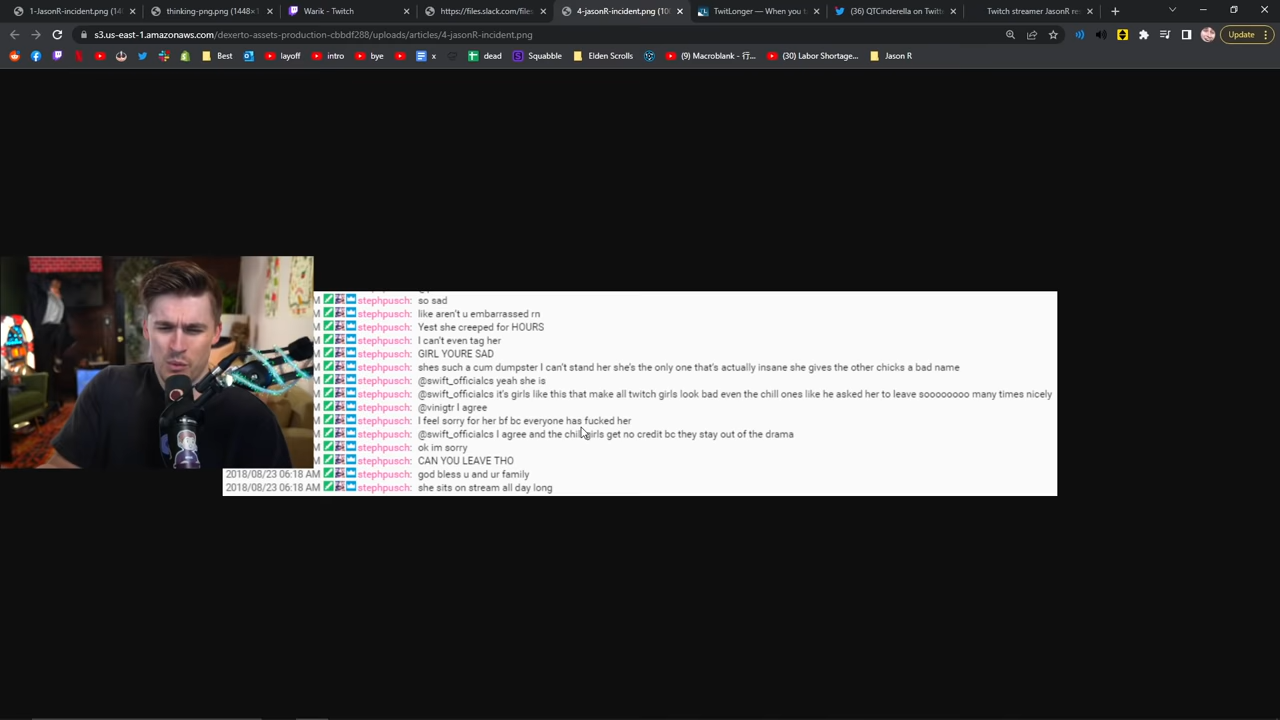 1-JasonR-incident.png (14
thinking-png.png (1448×1
Warik - Twitch
https://files.slack.com/files
4-jasonR-incident.png (10
TwitLonger — When you t
(36) QTCinderella on Twitt
Twitch streamer JasonR re
s3.us-east-1.amazonaws.com/dexerto-assets-production-cbbdf288/uploads/articles/4-jasonR-incident.png
Update
Best
layoff
intro
bye
x
dead
Squabble
Elden Scrolls
(9) Macroblank - 行...
(30) Labor Shortage...
Jason R
M stephpusch: so sad
stephpusch: like aren't u embarrassed rn
M stephpusch: Yest she creeped for HOURS
M stephpusch: I can't even tag her
M stephpusch: GIRL YOURE SAD
M stephpusch: shes such a cum dumpster I can't stand her she's the only one that's actually insane she gives the other chicks a bad name
M stephpusch: @swift_officialcs yeah she is
M stephpusch: @swift_officialcs it's girls like this that make all twitch girls look bad even the chill ones like he asked her to leave soooooooo many times nicely
M stephpusch: @vinigtr I agree
M stephpusch: I feel sorry for her bf bc everyone has fucked her
M stephpusch: @swift_officialcs I agree and the chill girls get no credit bc they stay out of the drama
M stephpusch: ok im sorry
M stephpusch: CAN YOU LEAVE THO
2018/08/23 06:18 AM stephpusch: god bless u and ur family
2018/08/23 06:18 AM stephpusch: she sits on stream all day long